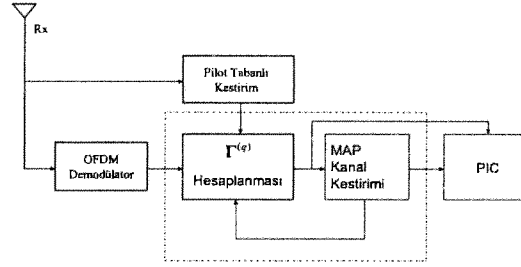 Rx
Pilot Tabanlı
Kestirim
OFDM
Demodülatör
Γ(q)
Hesaplanması
MAP
Kanal
Kestirimi
PIC